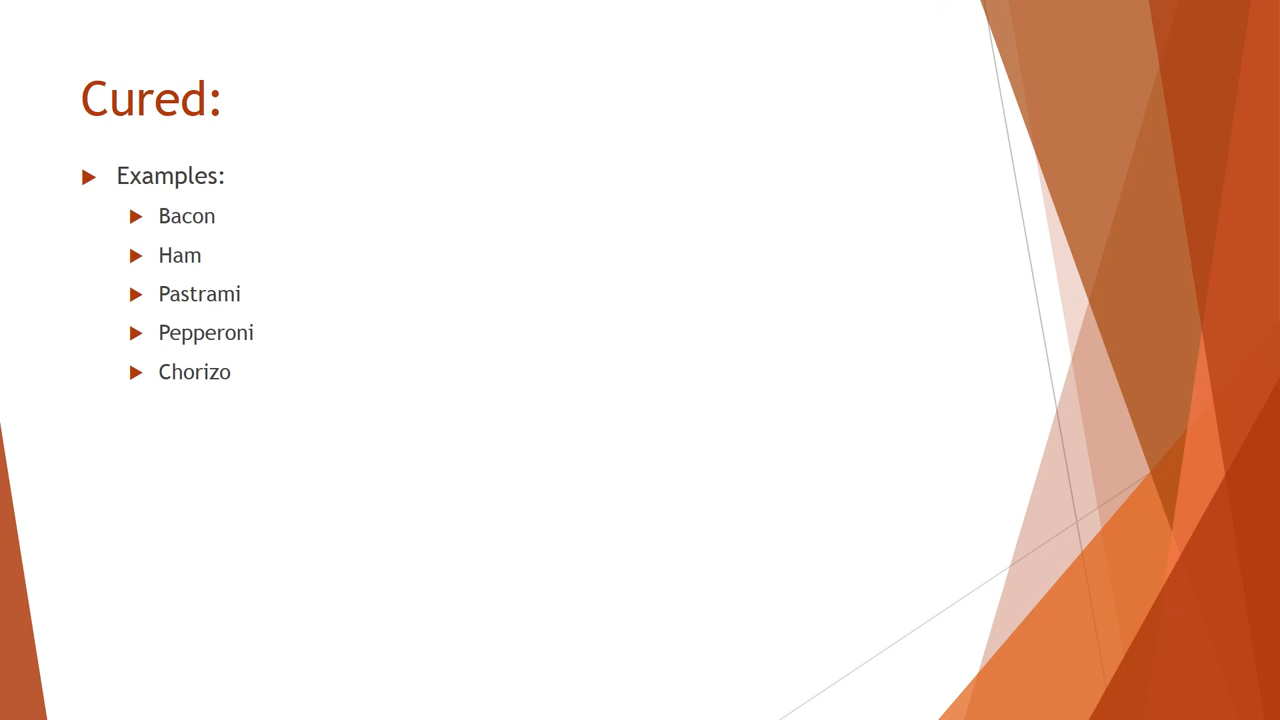 Cured:
Examples:
Bacon
Ham
Pastrami
Pepperoni
Chorizo